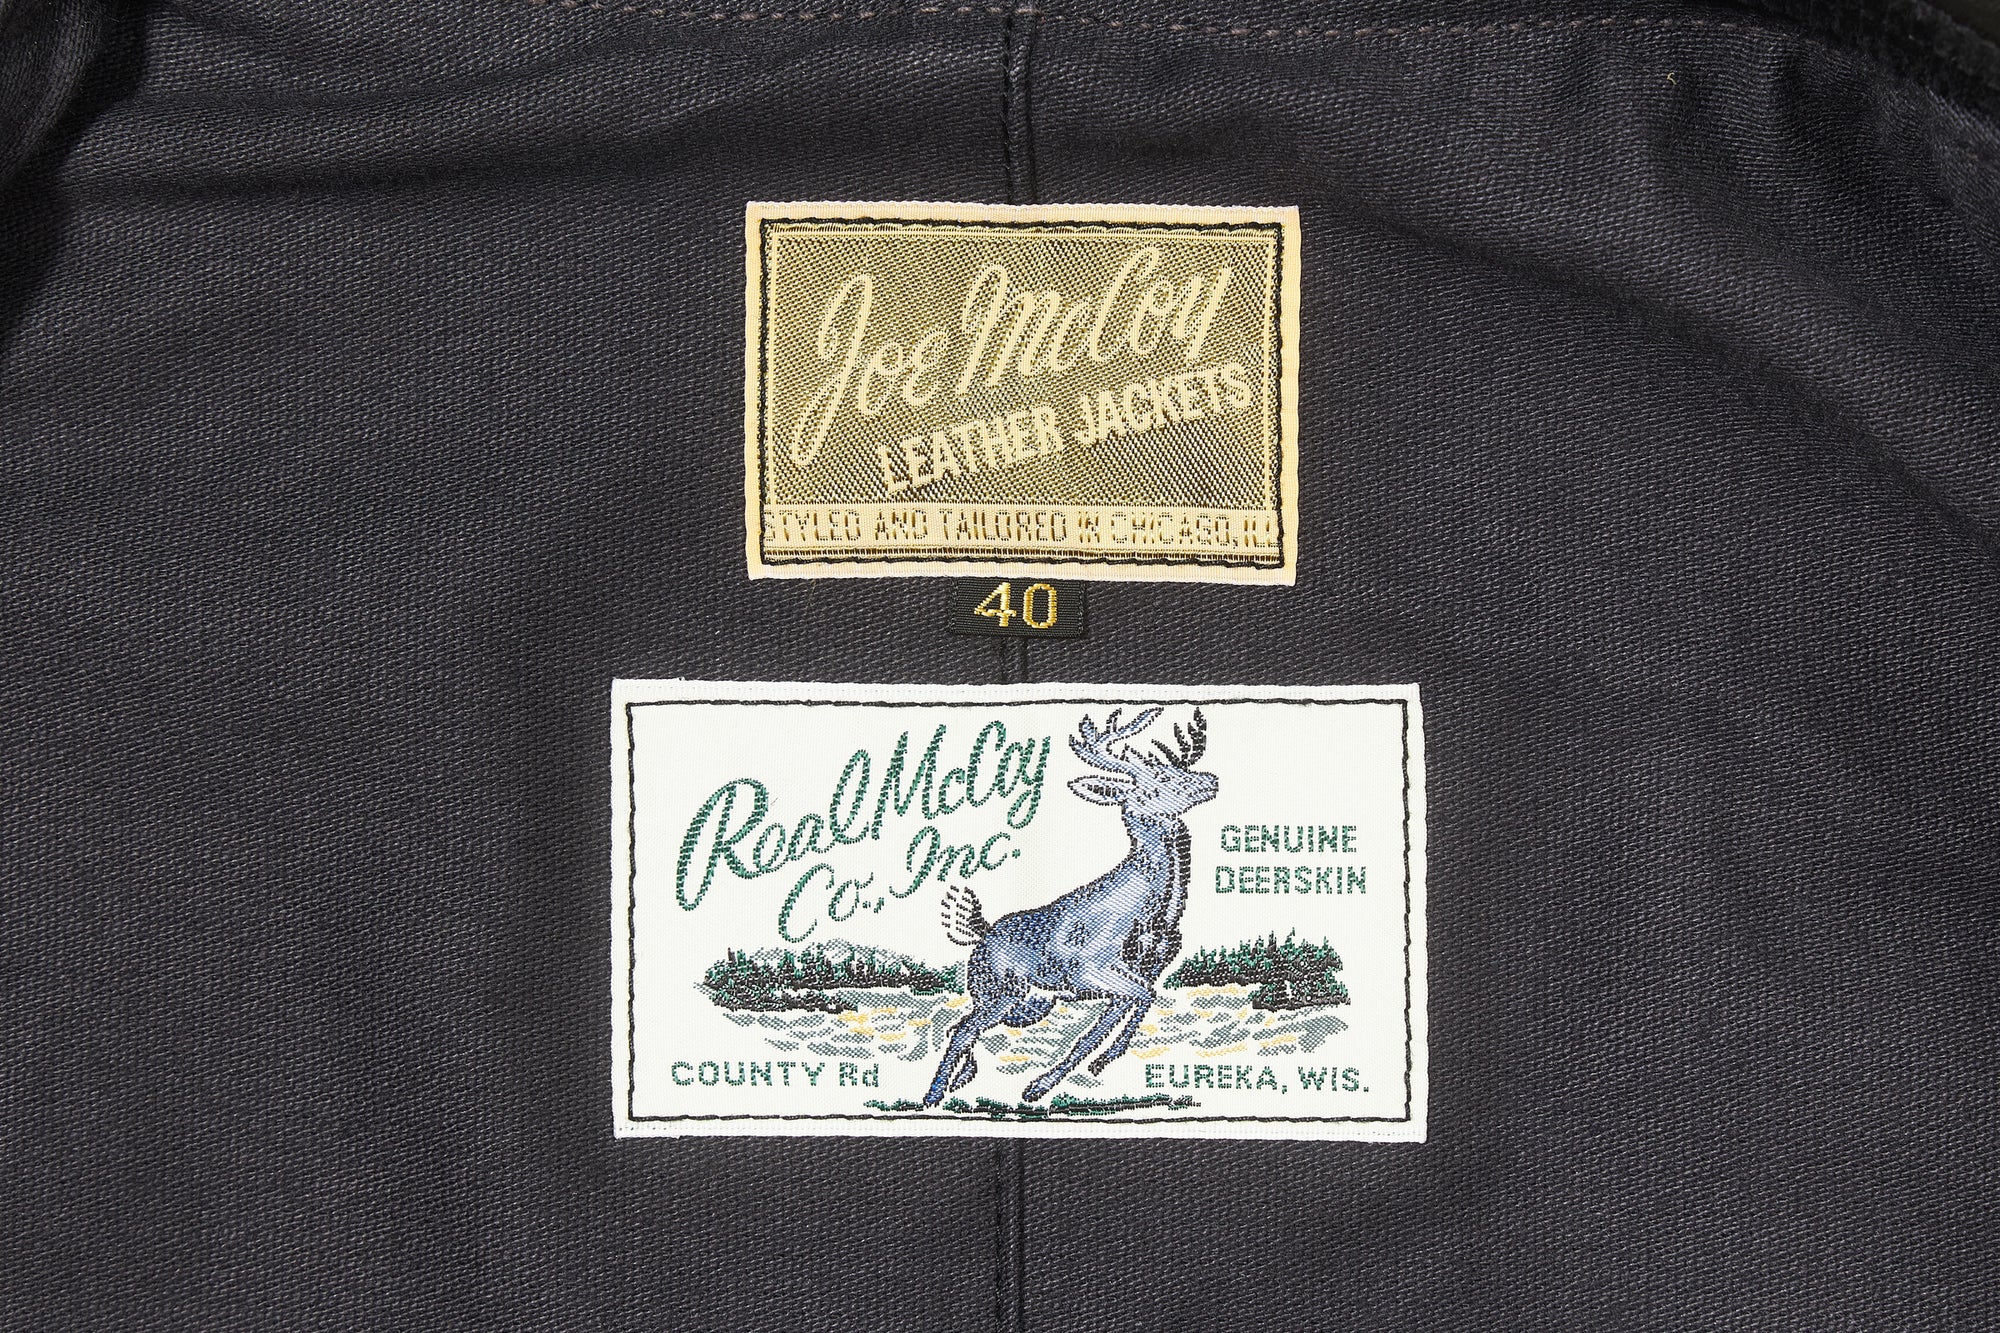 Joe McCoy
LEATHER JACKETS
STYLED AND TAILORED IN CHICAGO, ILL
40
Real McCoy
Co., Inc.
GENUINE
DEERSKIN
COUNTY Rd
EUREKA, WIS.